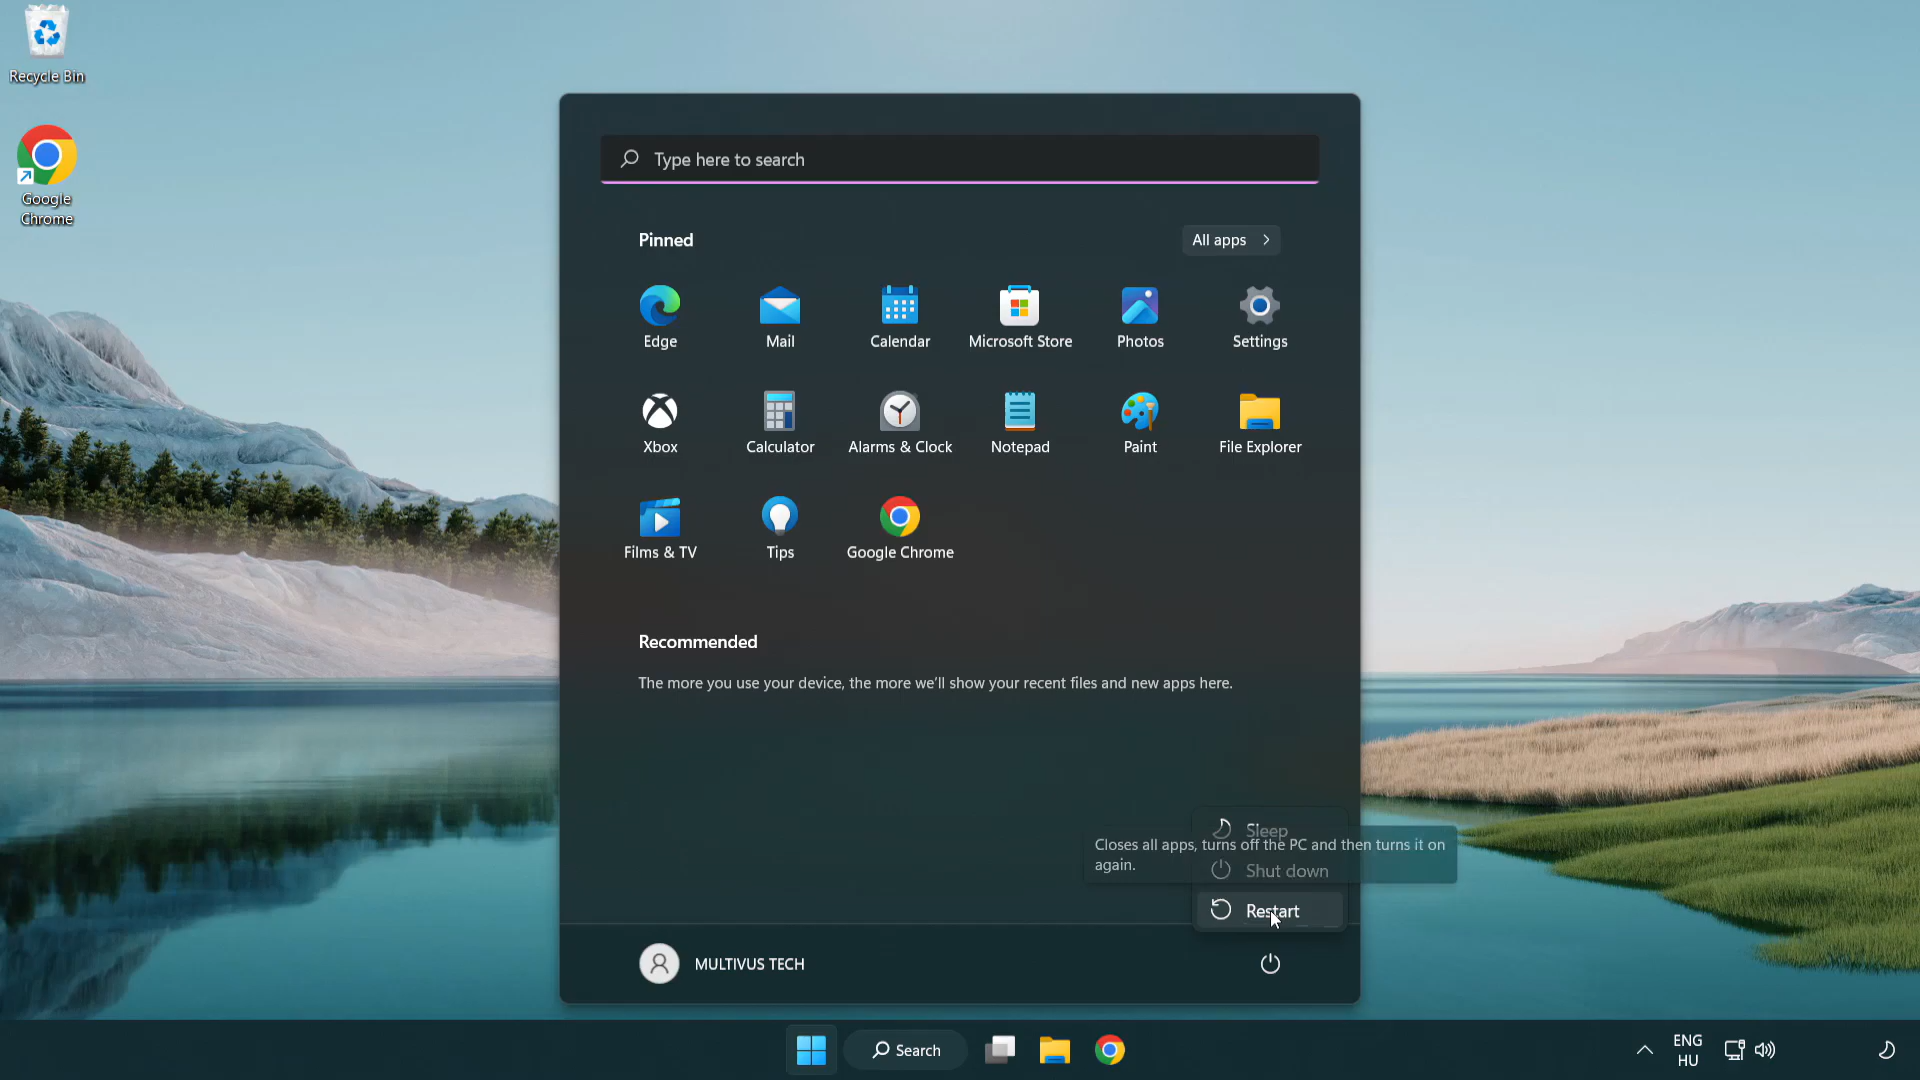 Recycle Bin
Google
Chrome
Type here to search
Pinned
All apps
Edge
Mail
Calendar
Microsoft Store
Photos
Settings
Xbox
Calculator
Alarms & Clock
Notepad
Paint
File Explorer
Films & TV
Tips
Google Chrome
Recommended
The more you use your device, the more we'll show your recent files and new apps here.
Sleep
Closes all apps, turns off the PC and then turns it on
again.
Shut down
Restart
MULTIVUS TECH
Search
ENG
HU